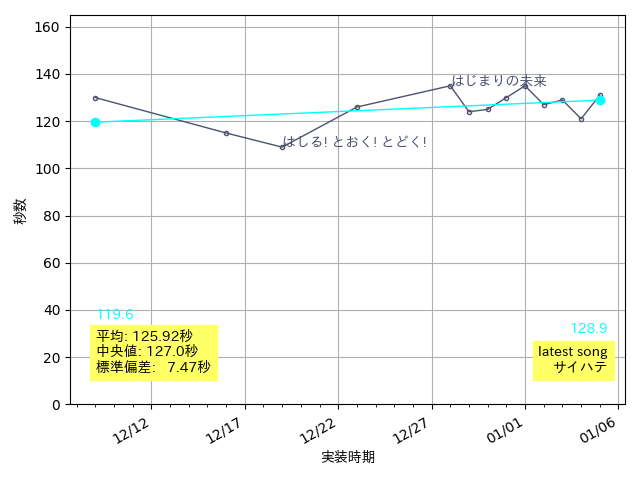 160
140
120
100
80
60
40
20
0
秒数
はじまりの未来
はしる! とおく! とどく!
119.6
平均: 125.92秒
中央値: 127.0秒
標準偏差: 7.47秒
128.9
latest song
サイハテ
12/12
12/17
12/22
12/27
01/01
01/06
実装時期